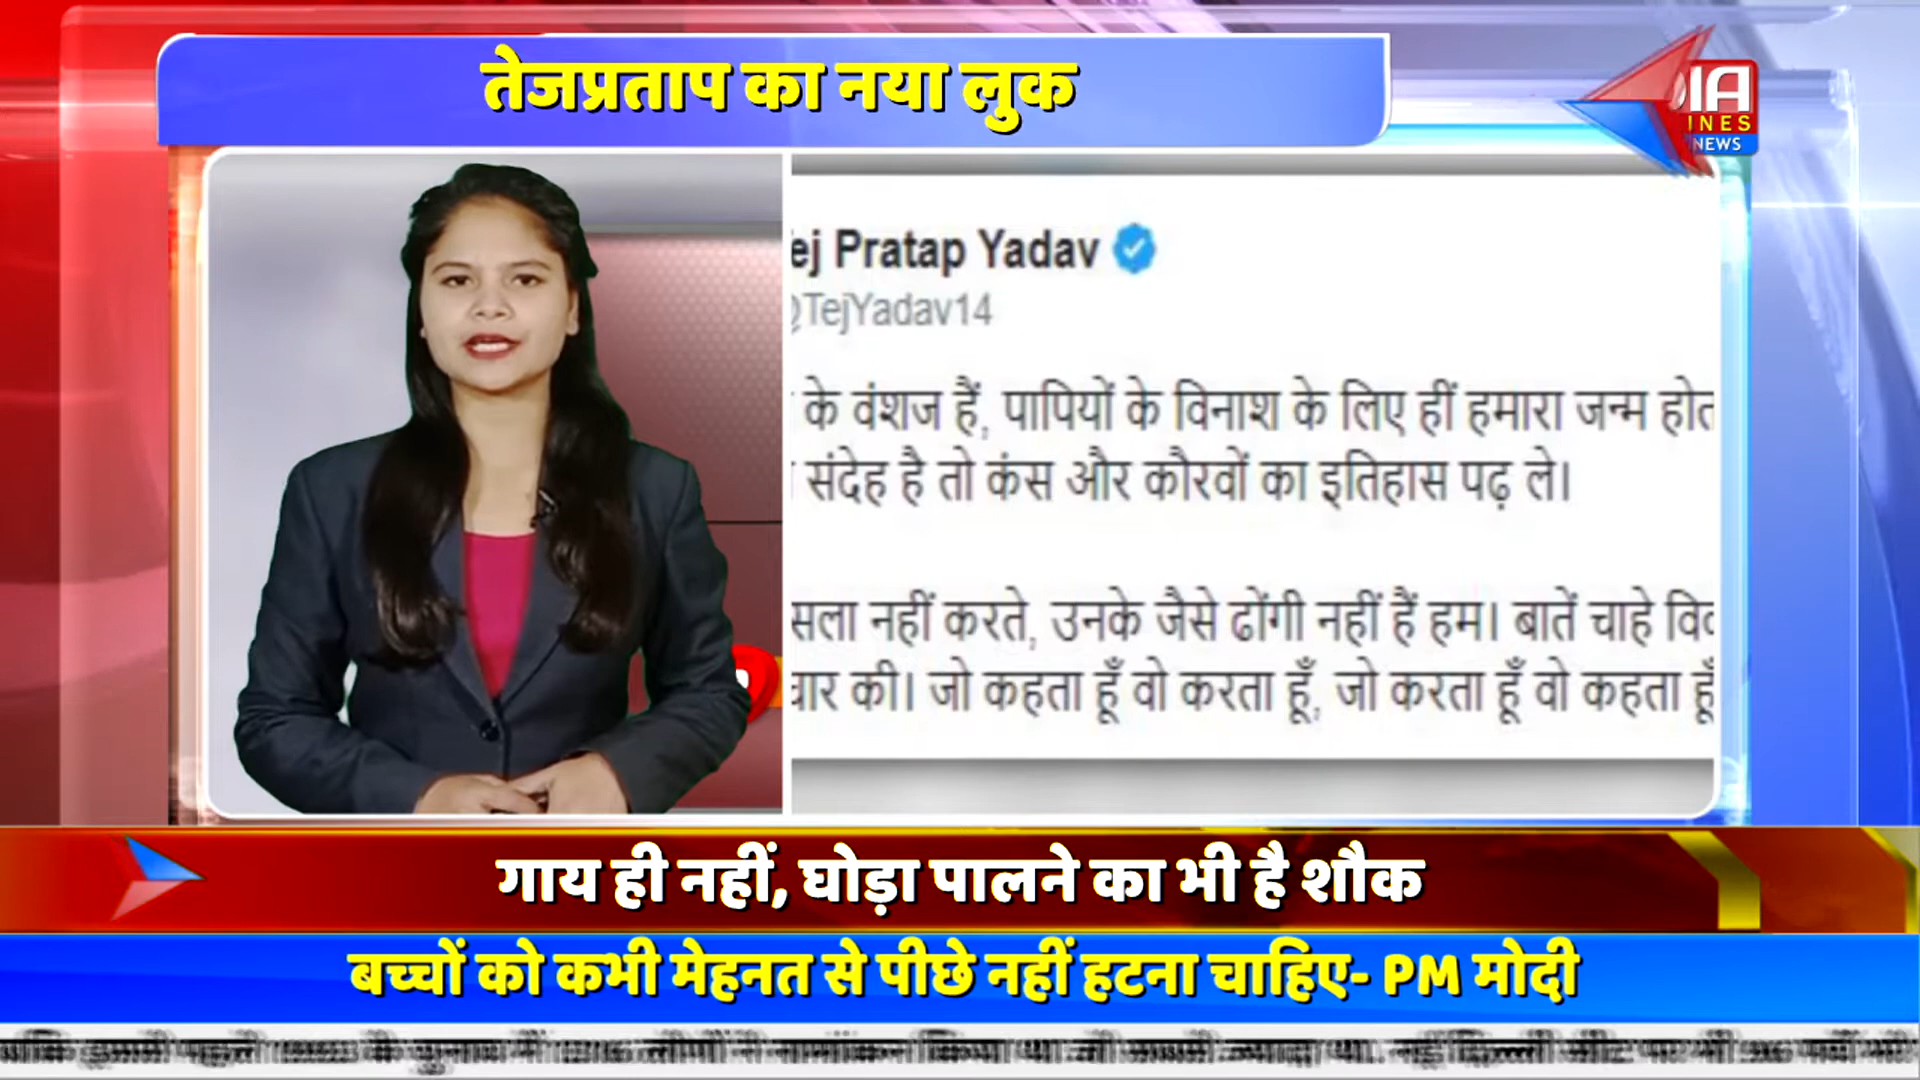 तेजप्रताप का नया लुक
IA
INES
NEWS
ej Pratap Yadav
@TejYadav14
के वंशज हैं, पापियों के विनाश के लिए हीं हमारा जन्म होत
संदेह है तो कंस और कौरवों का इतिहास पढ़ ले।
सला नहीं करते, उनके जैसे ढोंगी नहीं हैं हम। बातें चाहे
की। जो कहता हूँ वो करता हूँ, जो करता हूँ वो कहता हूँ
गाय ही नहीं, घोड़ा पालने का भी है शौक
बच्चों को कभी मेहनत से पीछे नहीं हटना चाहिए- PM मोदी